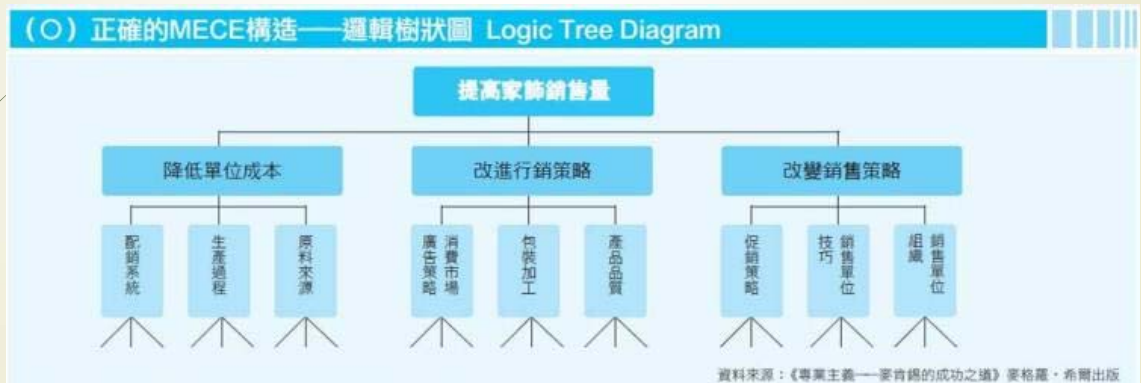 （○）正確的MECE構造——邏輯樹狀圖 Logic Tree Diagram
提高家飾銷售量
降低單位成本
改進行銷策略
改變銷售策略
配銷系統
生產過程
原料來源
消費市場
廣告策略
包裝加工
產品品質
促銷策略
銷售單位
技巧
銷售單位
組織
資料來源：《專業主義——麥肯錫的成功之道》麥格羅・希爾出版